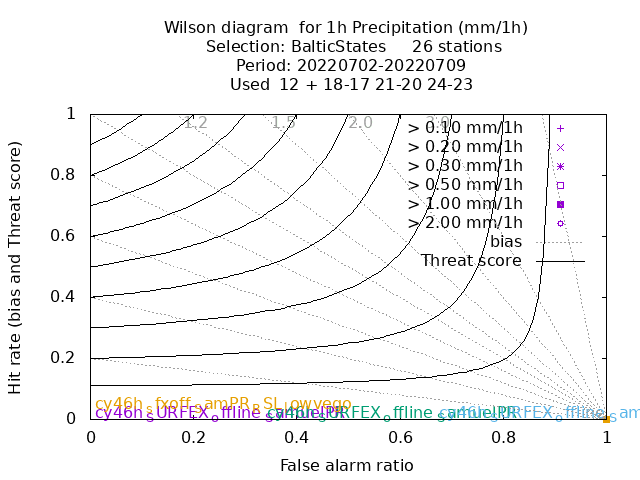 Wilson diagram  for 1h Precipitation (mm/1h)
Selection: BalticStates     26 stations
Period: 20220702-20220709
Used  12 + 18-17 21-20 24-23
1.2 1.5 2.0
> 0.10 mm/1h
> 0.20 mm/1h
> 0.30 mm/1h
> 0.50 mm/1h
> 1.00 mm/1h
> 2.00 mm/1h
bias
Threat score
Hit rate (bias and Threat score)
1
0.8
0.6
0.4
0.2
0
0 0.2 0.4 0.6 0.8 1
False alarm ratio